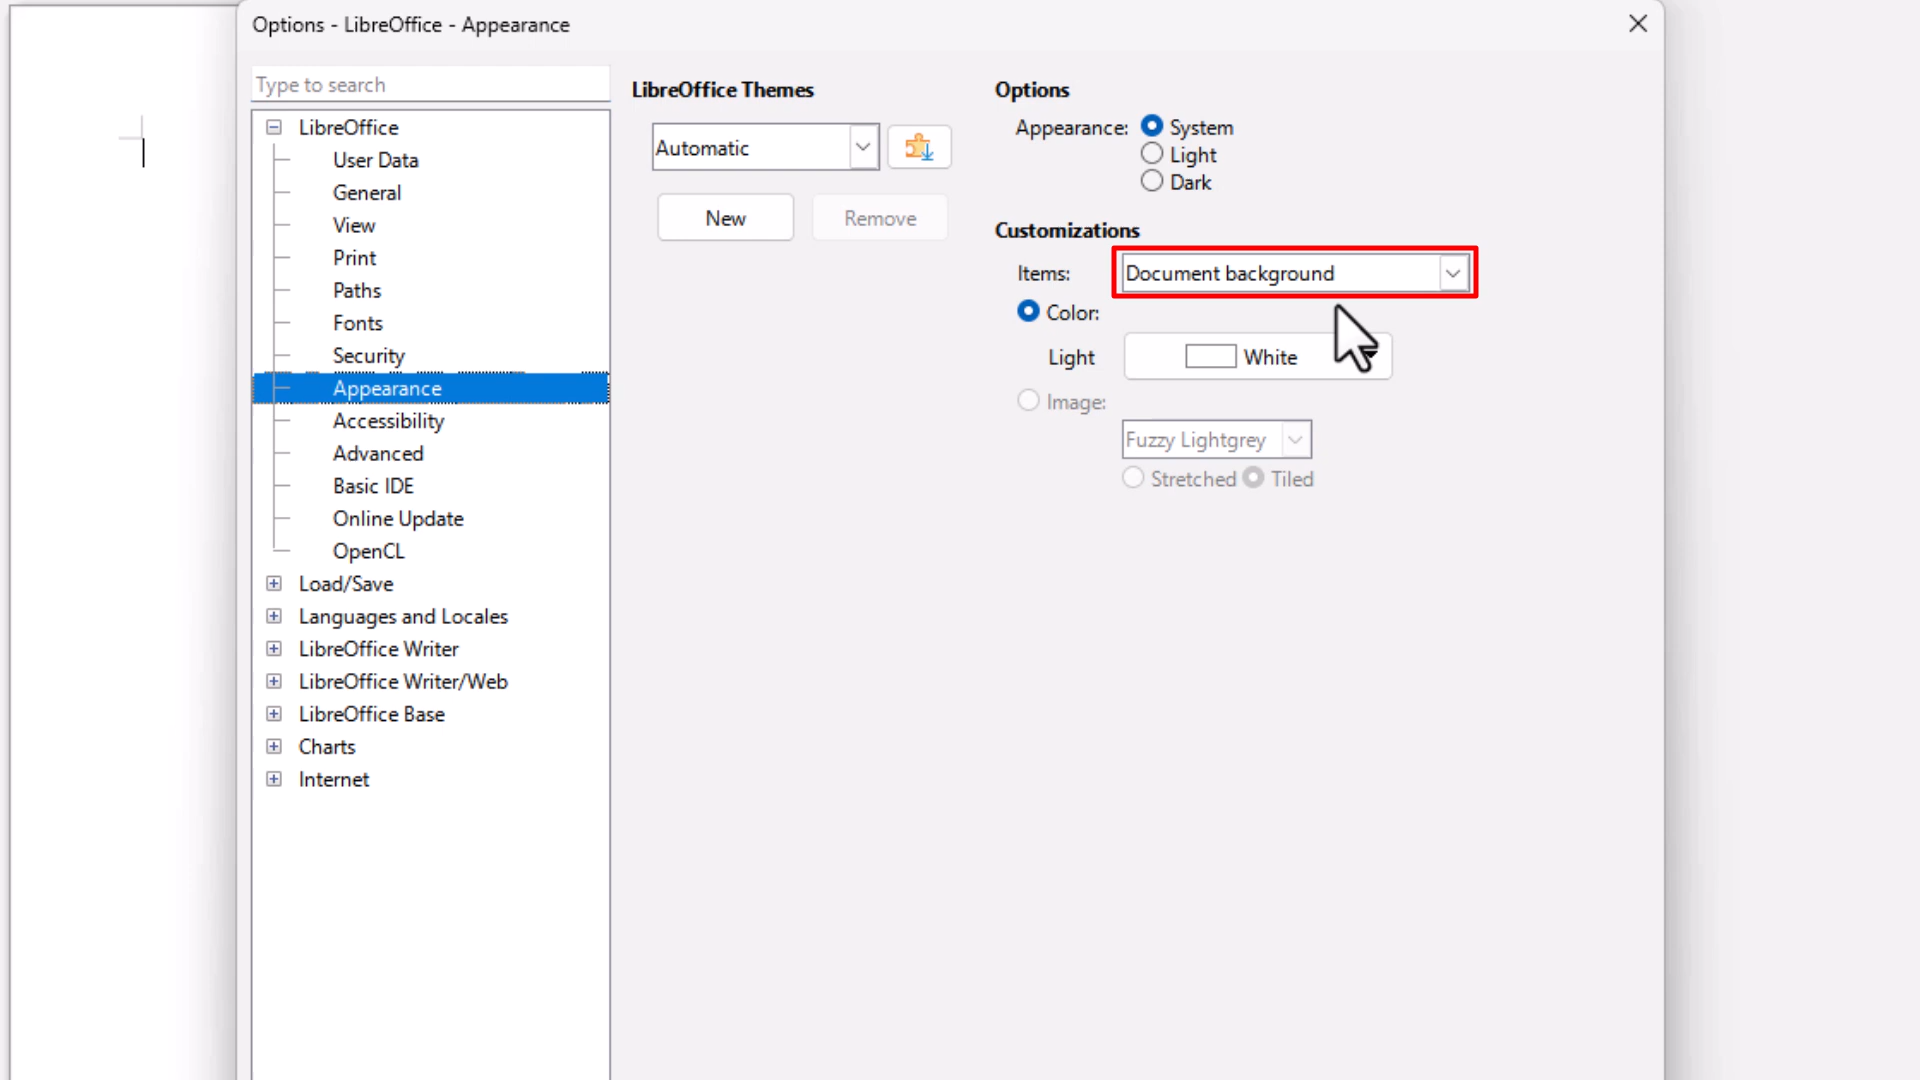 Options - LibreOffice - Appearance
Type to search
LibreOffice
User Data
General
View
Print
Paths
Fonts
Security
Appearance
Accessibility
Advanced
Basic IDE
Online Update
OpenCL
Load/Save
Languages and Locales
LibreOffice Writer
LibreOffice Writer/Web
LibreOffice Base
Charts
Internet
LibreOffice Themes
Automatic
New Remove
Options
Appearance: System
Light
Dark
Customizations
Items: Document background
Color:
Light White
Image:
Fuzzy Lightgrey
Stretched Tiled